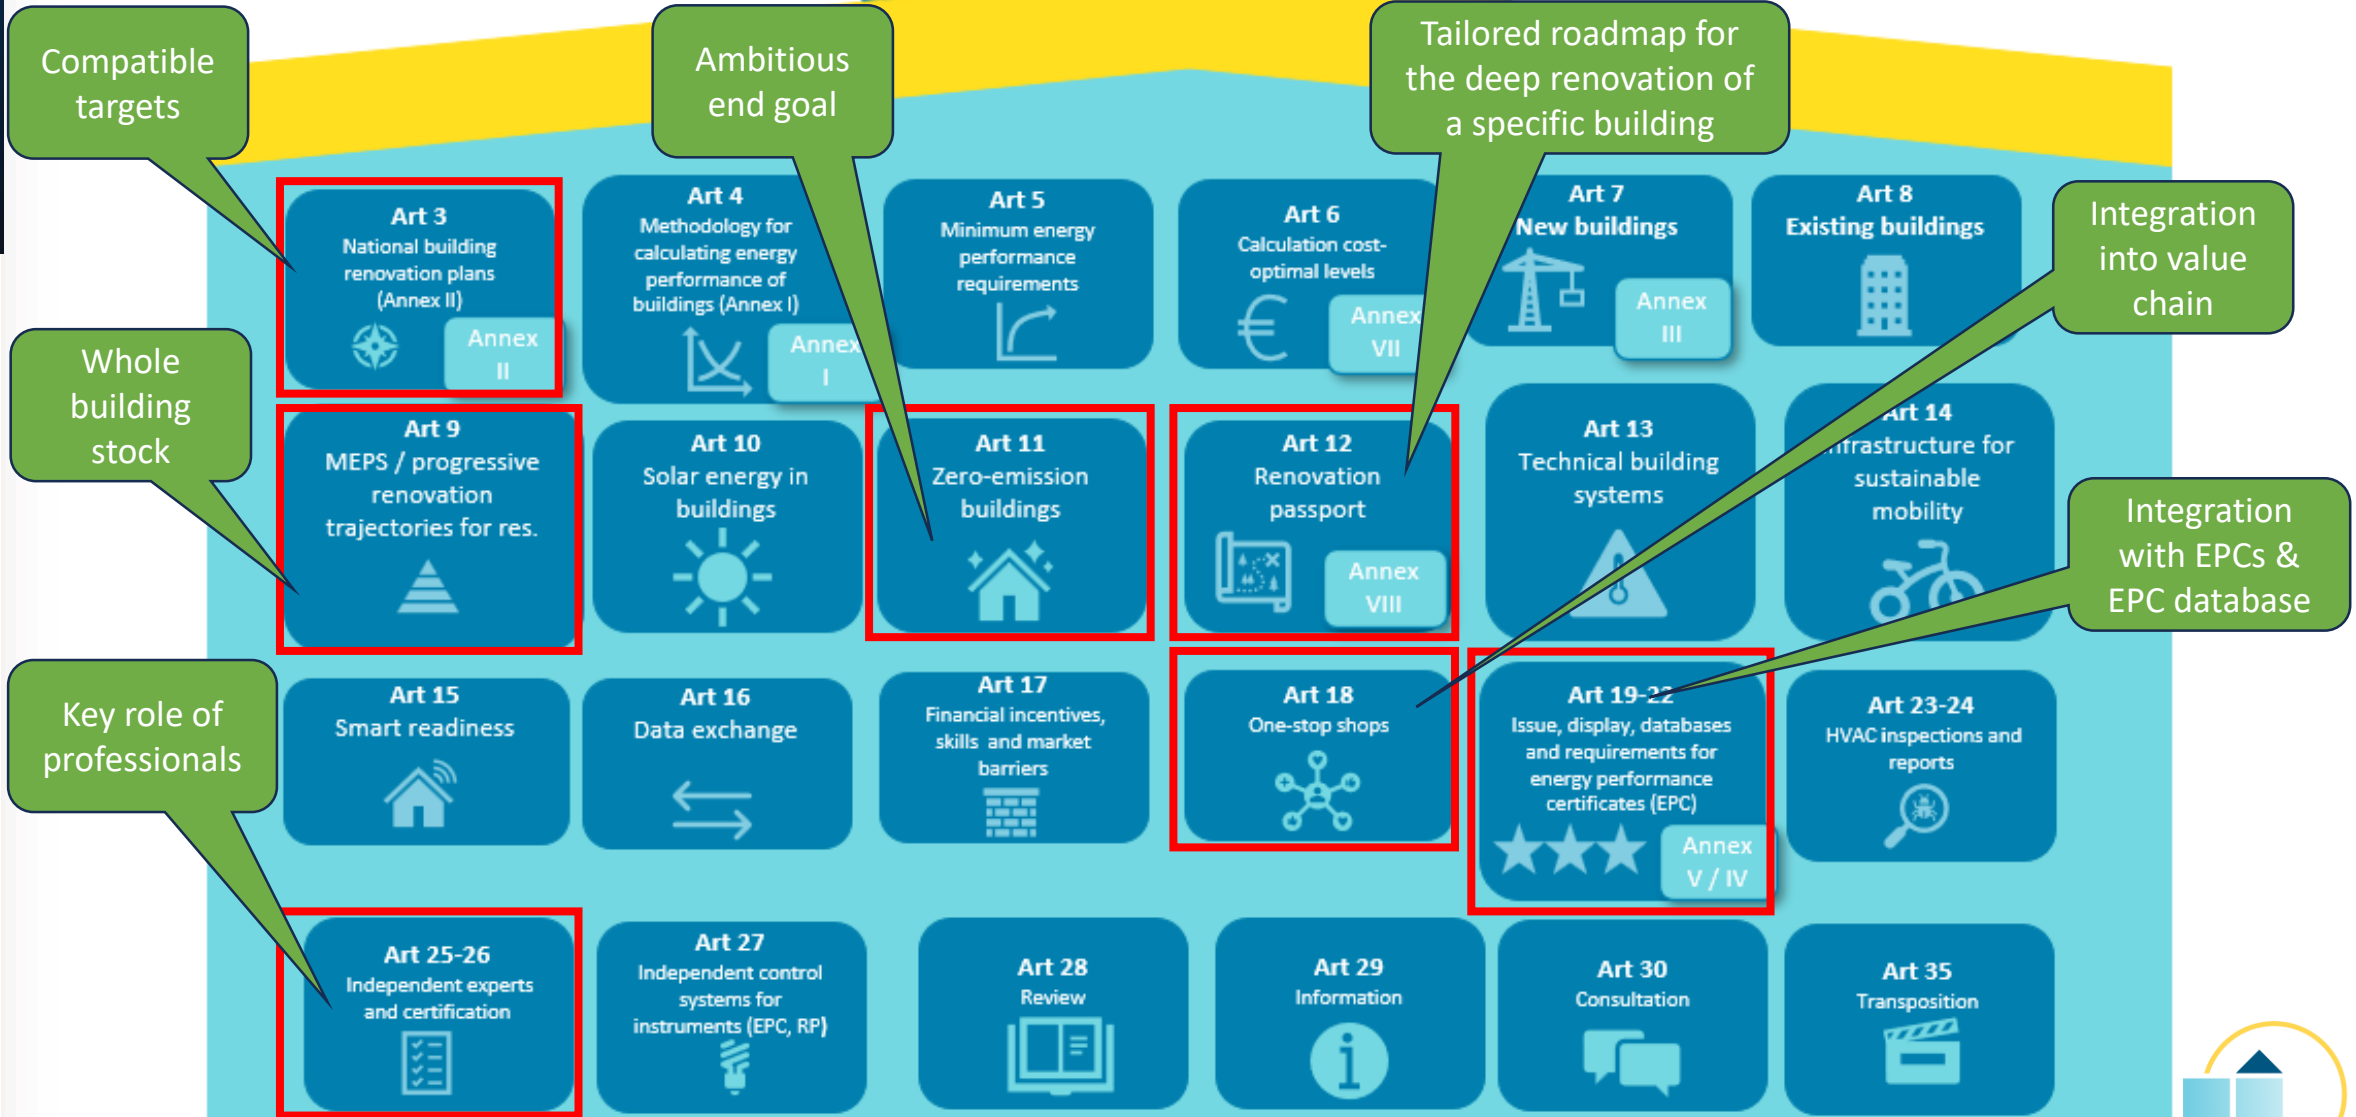 Compatible
targets
Ambitious
end goal
Tailored roadmap for
the deep renovation of
a specific building
Art 3
National building
renovation plans
(Annex II)
Annex
II
Art 4
Methodology for
calculating energy
performance of
buildings (Annex I)
Annex
I
Art 5
Minimum energy
performance
requirements
Art 6
Calculation cost-
optimal levels
Annex
VII
Art 7
New buildings
Annex
III
Art 8
Existing buildings
Integration
into value
chain
Whole
building
stock
Art 9
MEPS / progressive
renovation
trajectories for res.
Art 10
Solar energy in
buildings
Art 11
Zero-emission
buildings
Art 12
Renovation
passport
Annex
VIII
Art 13
Technical building
systems
Art 14
nfrastructure for
sustainable
mobility
Integration
with EPCs &
EPC database
Key role of
professionals
Art 15
Smart readiness
Art 16
Data exchange
Art 17
Financial incentives,
skills and market
barriers
Art 18
One-stop shops
Art 19-22
Issue, display, databases
and requirements for
energy performance
certificates (EPC)
Annex
V / IV
Art 23-24
HVAC inspections and
reports
Art 25-26
Independent experts
and certification
Art 27
Independent control
systems for
instruments (EPC, RP)
Art 28
Review
Art 29
Information
Art 30
Consultation
Art 35
Transposition